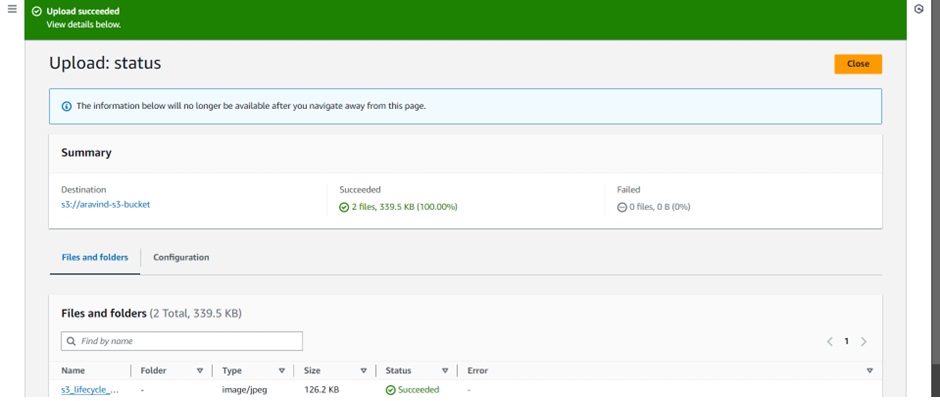 Upload succeeded
View details below.
Upload: status
Close
The information below will no longer be available after you navigate away from this page.
Summary
Destination
s3://aravind-s3-bucket
Succeeded
2 files, 339.5 KB (100.00%)
Failed
0 files, 0 B (0%)
Files and folders
Configuration
Files and folders (2 Total, 339.5 KB)
Find by name
1
Name Folder Type Size Status Error
s3_lifecycle_... - image/jpeg 126.2 KB Succeeded -